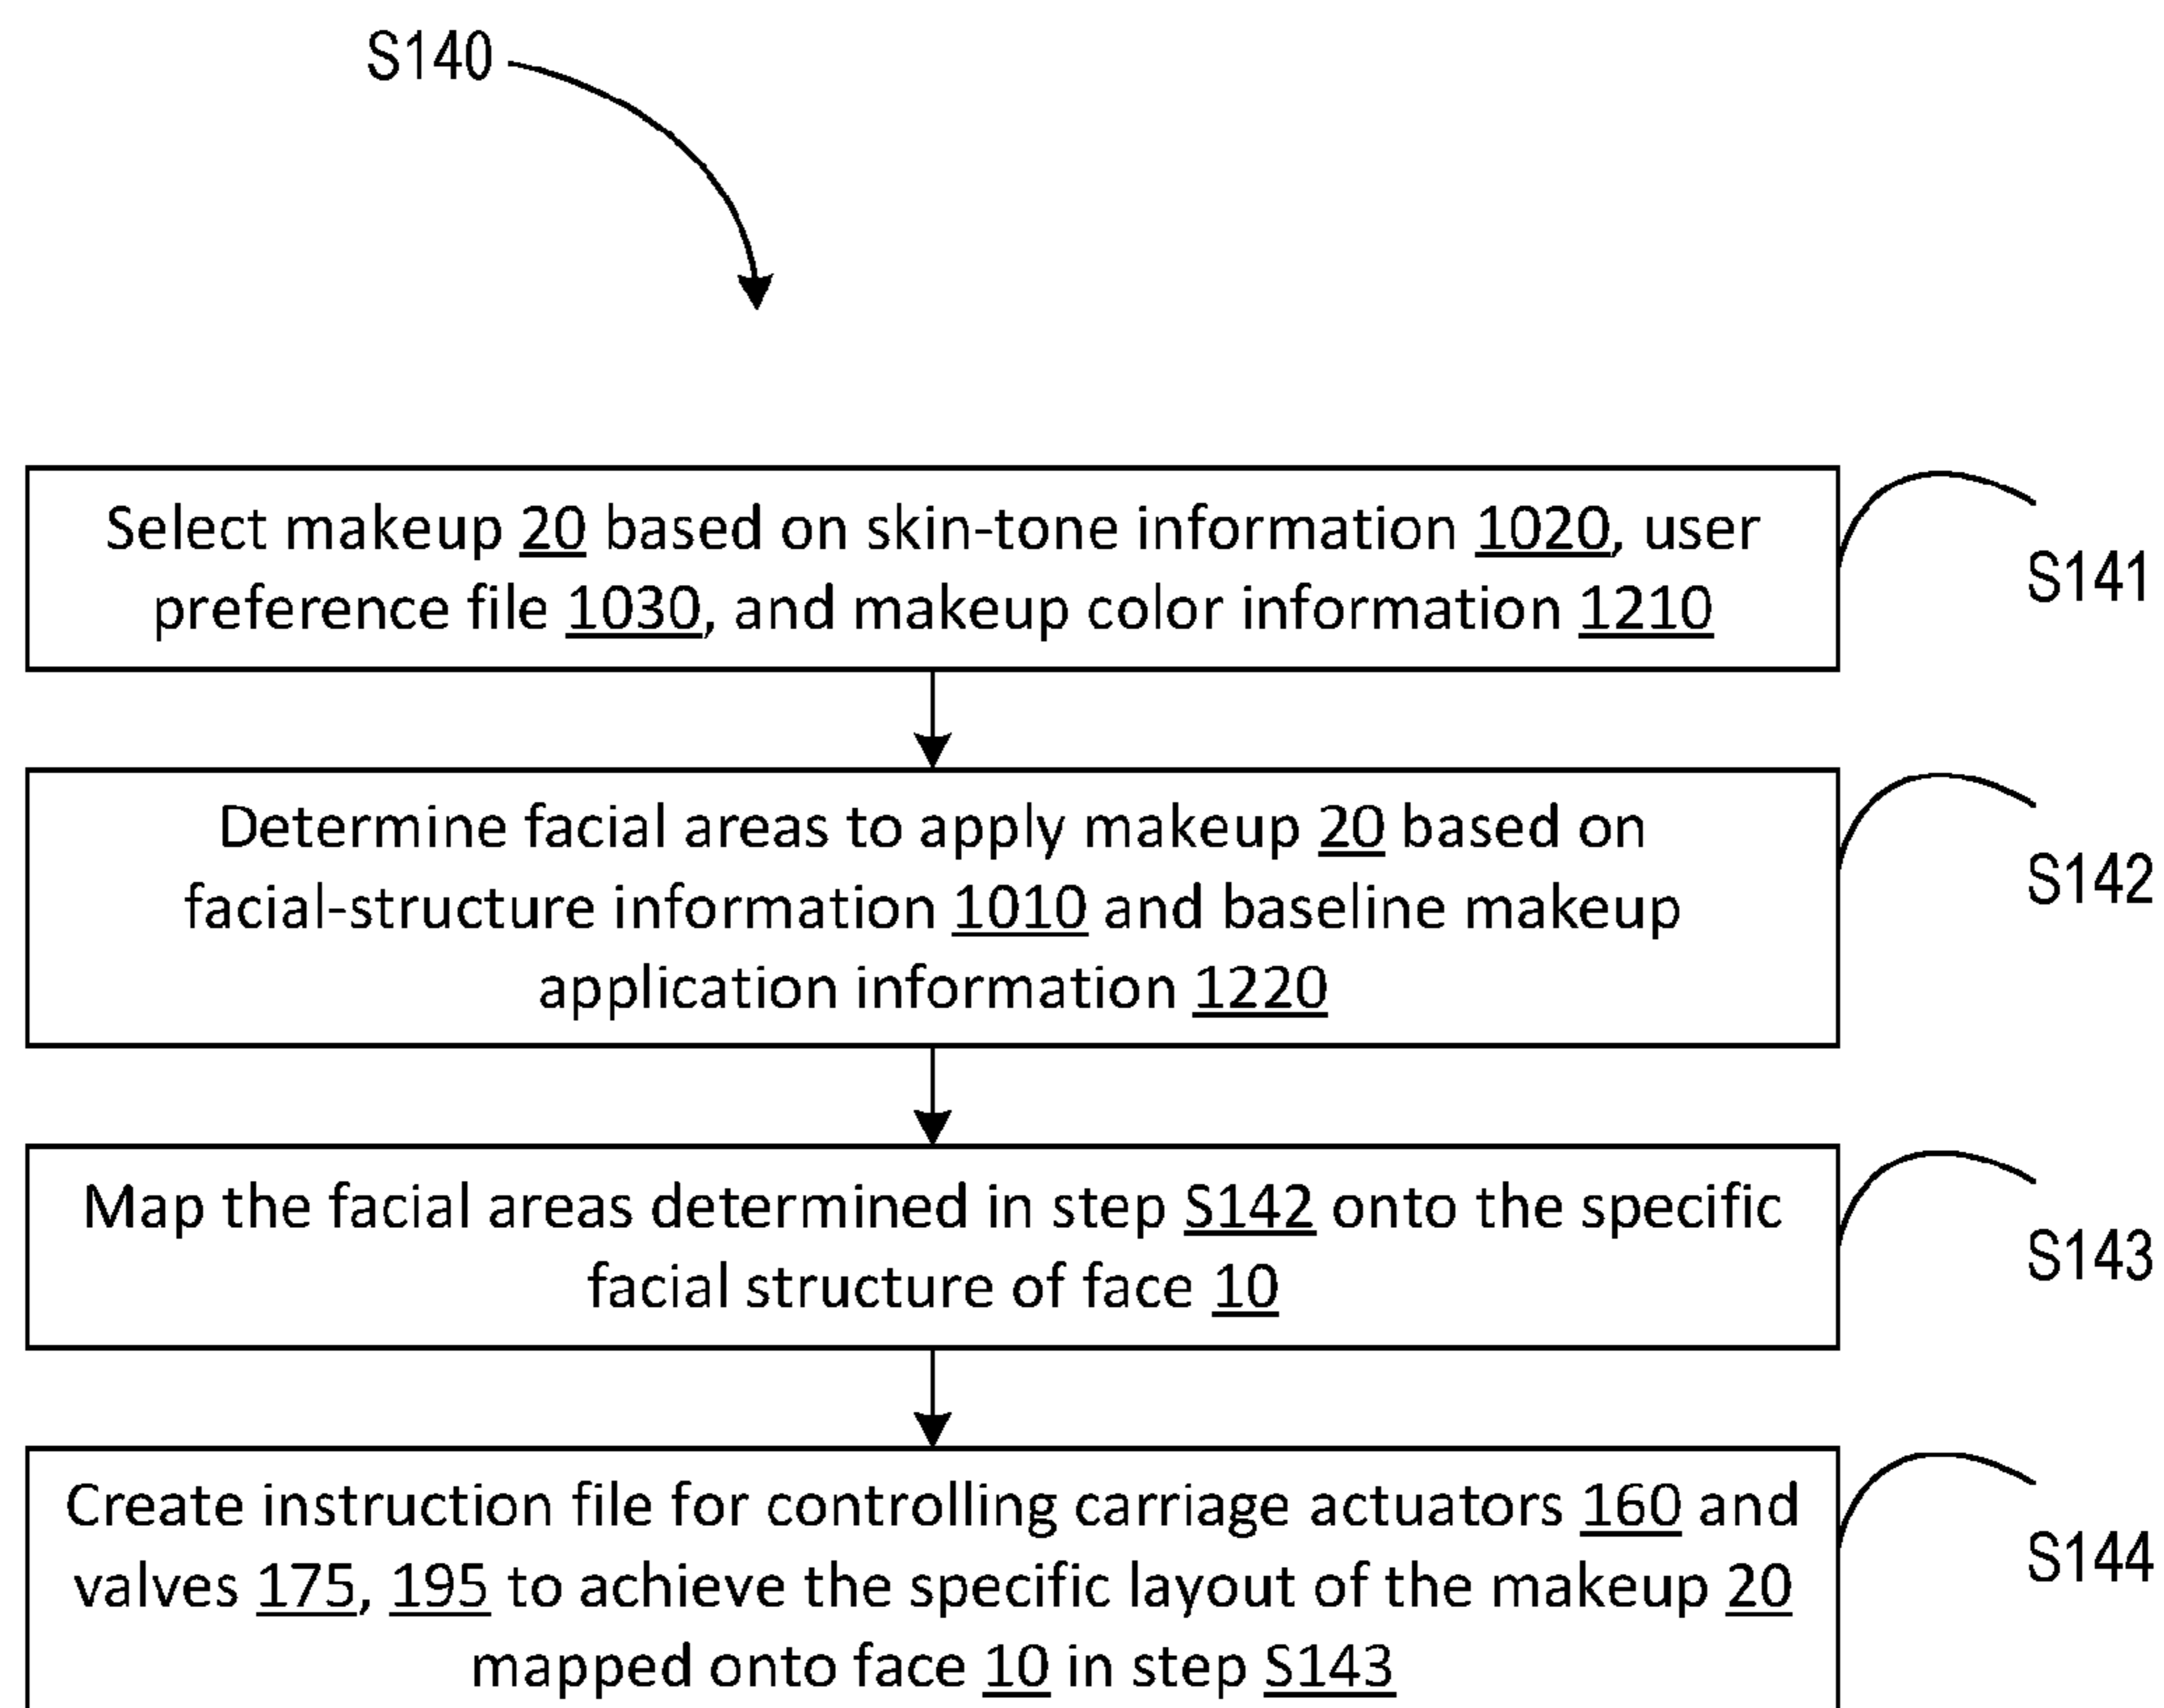 S140
Select makeup 20 based on skin-tone information 1020, user
preference file 1030, and makeup color information 1210
S141
Determine facial areas to apply makeup 20 based on
facial-structure information 1010 and baseline makeup
application information 1220
S142
Map the facial areas determined in step S142 onto the specific
facial structure of face 10
S143
Create instruction file for controlling carriage actuators 160 and
valves 175, 195 to achieve the specific layout of the makeup 20
mapped onto face 10 in step S143
S144